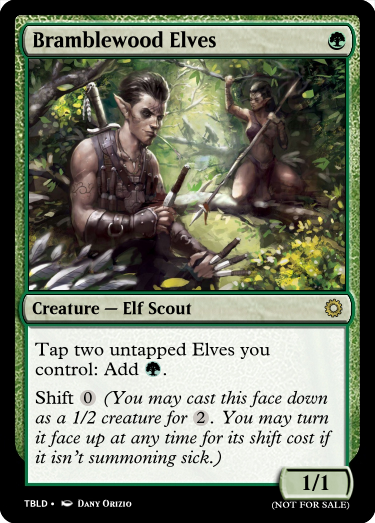 Bramblewood Elves
Creature — Elf Scout
Tap two untapped Elves you
control: Add .
Shift 0 (You may cast this face down
as a 1/2 creature for 2. You may turn
it face up at any time for its shift cost if
it isn't summoning sick.)
1/1
TBLD • Dany Orizio
(NOT FOR SALE)